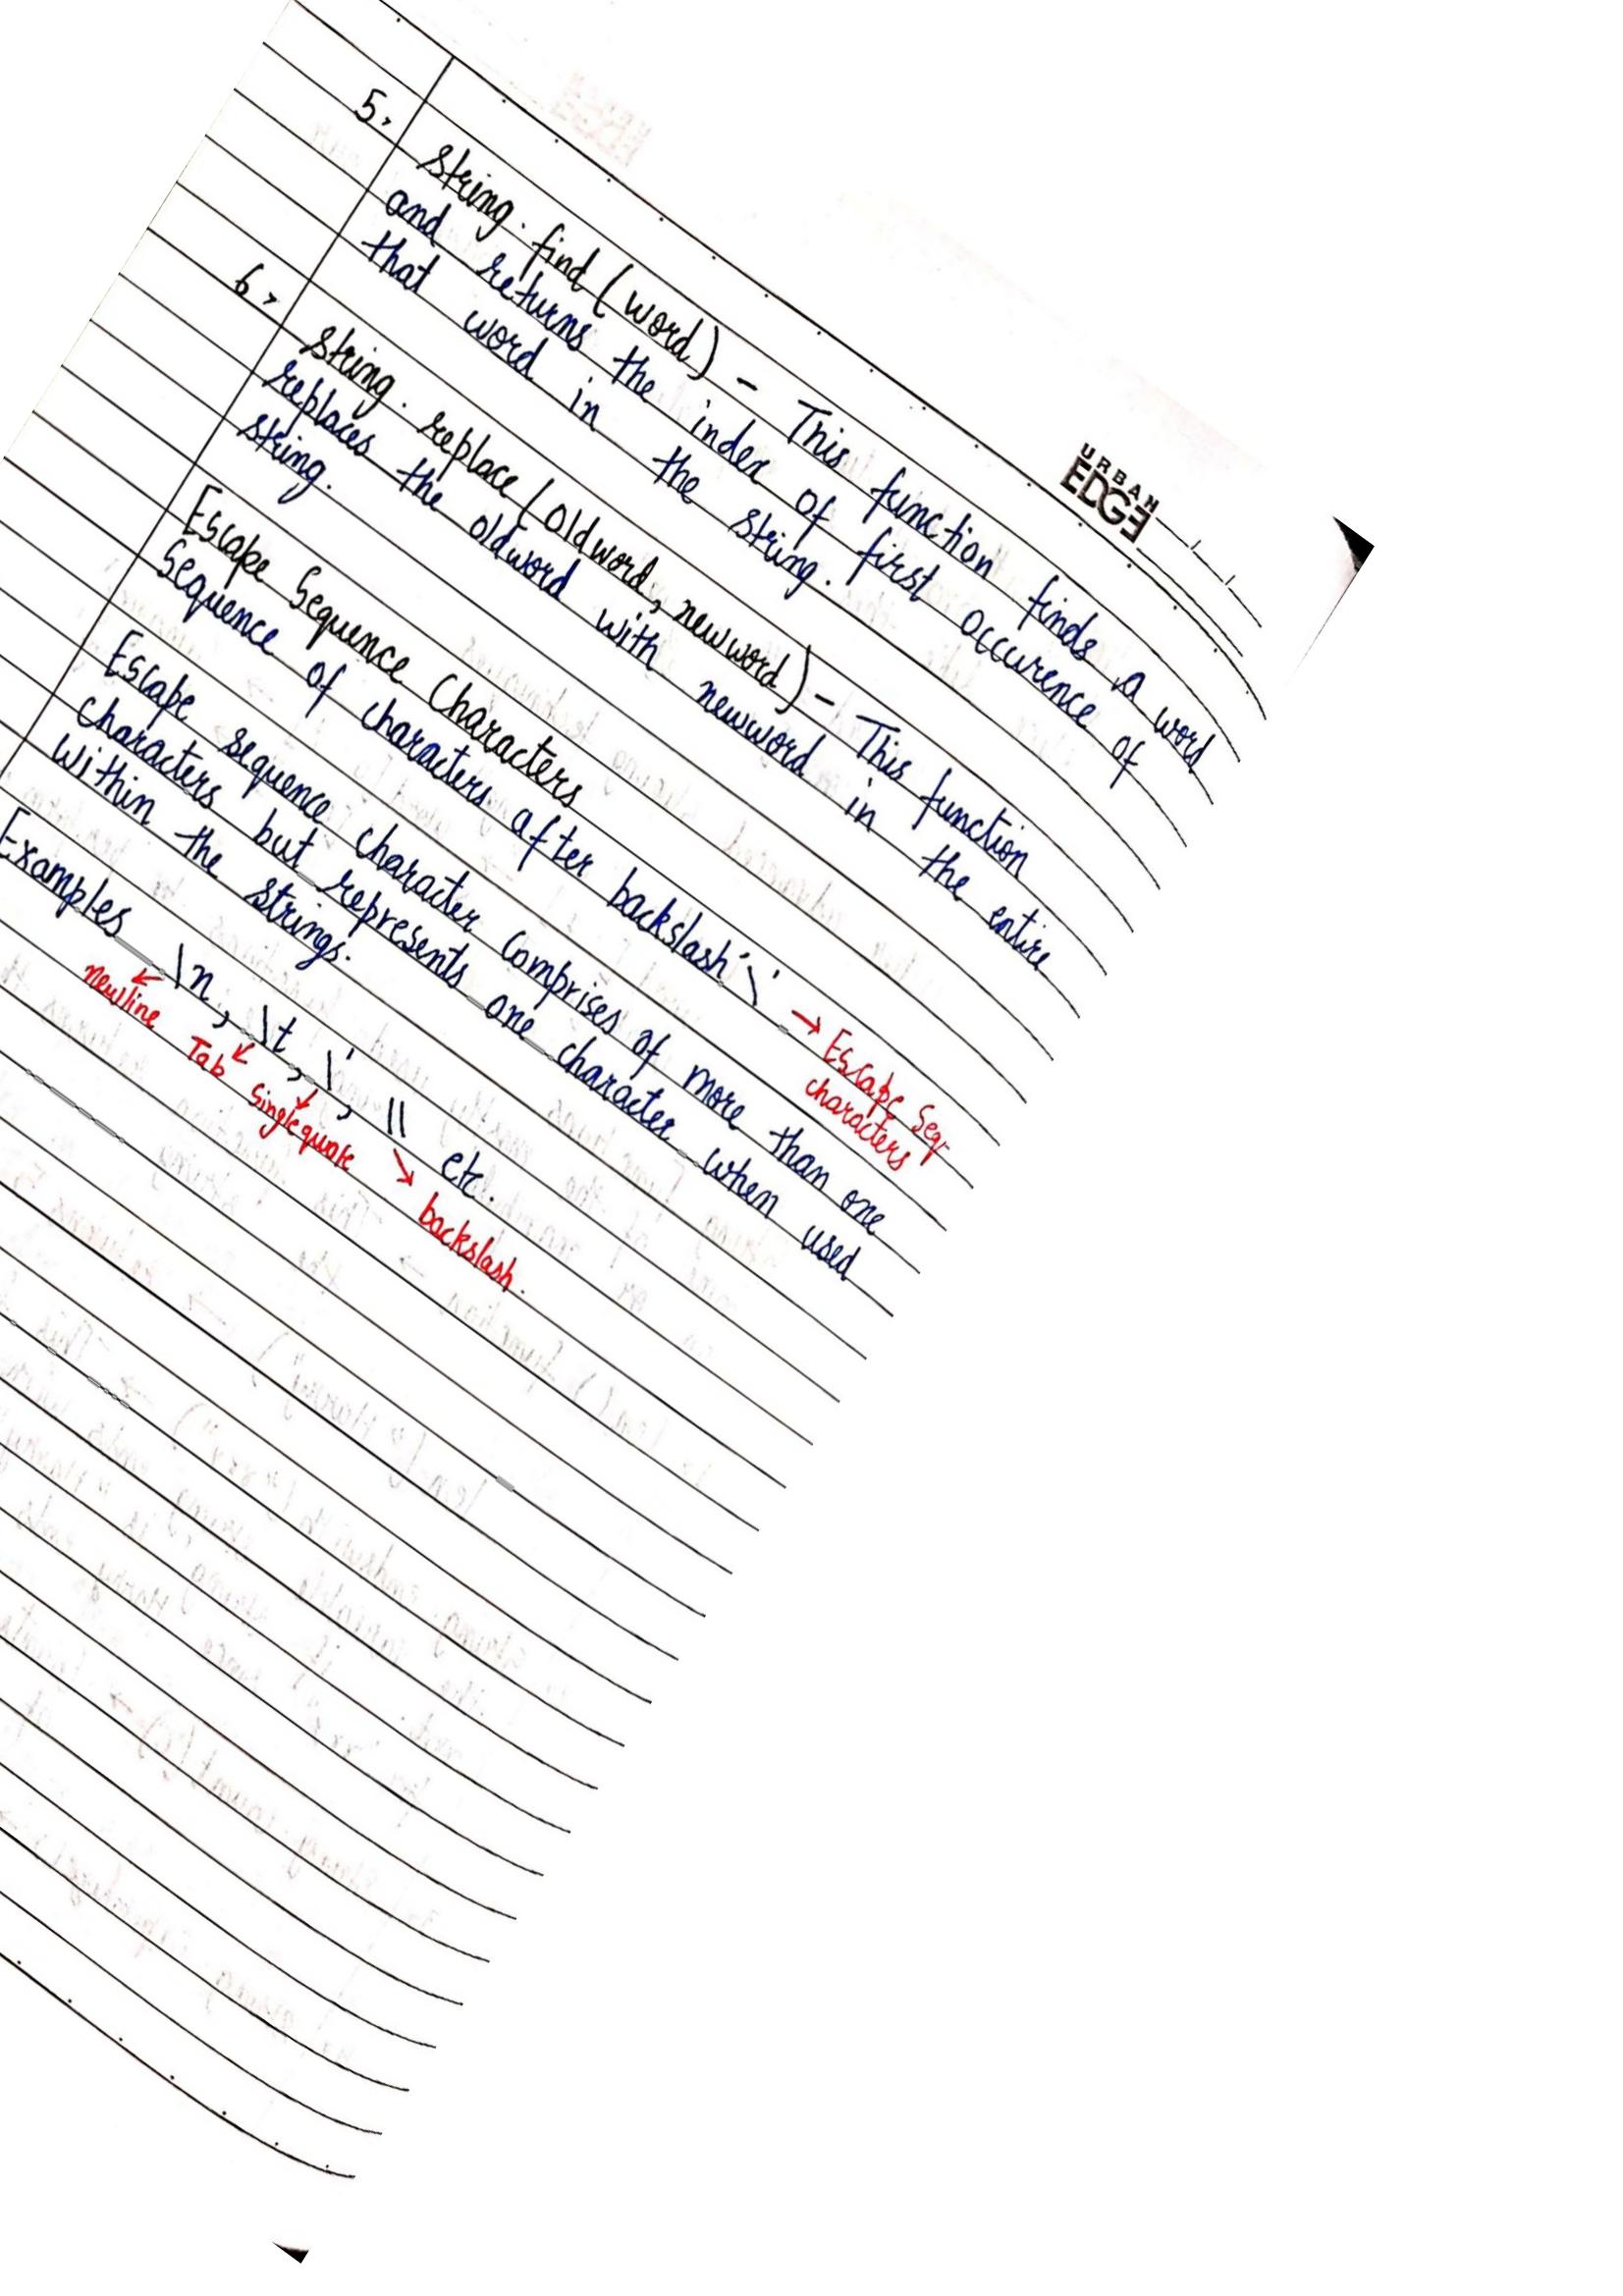 URBAN
EDGE
5> string. find (word) - This function finds a word
and returns the index of first occurence of
that word in the string.
6> string. replace (oldword, newword) - This function
replaces the oldword with newword in the entire
string.
Escape Sequence Characters
Sequence of characters after backslash '\' → Escape Seq.
characters
Escape sequence character comprises of more than one
characters but represents one character when used
within the strings.
Examples \n, \t, \', \\ etc.
newline Tab Singlequote backslash.